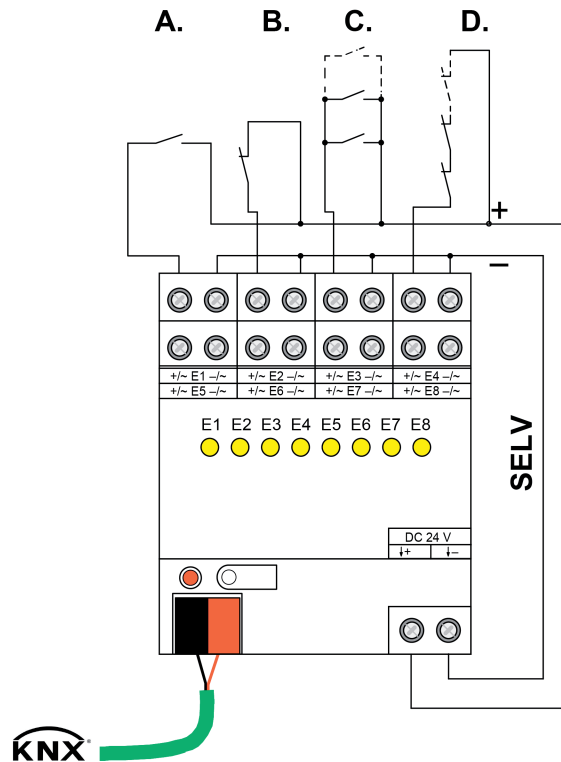 A. B. C. D.
+
–
+/~ E1 –/~ +/~ E2 –/~ +/~ E3 –/~ +/~ E4 –/~
+/~ E5 –/~ +/~ E6 –/~ +/~ E7 –/~ +/~ E8 –/~
E1 E2 E3 E4 E5 E6 E7 E8
SELV
DC 24 V
↓+ ↓–
KNX